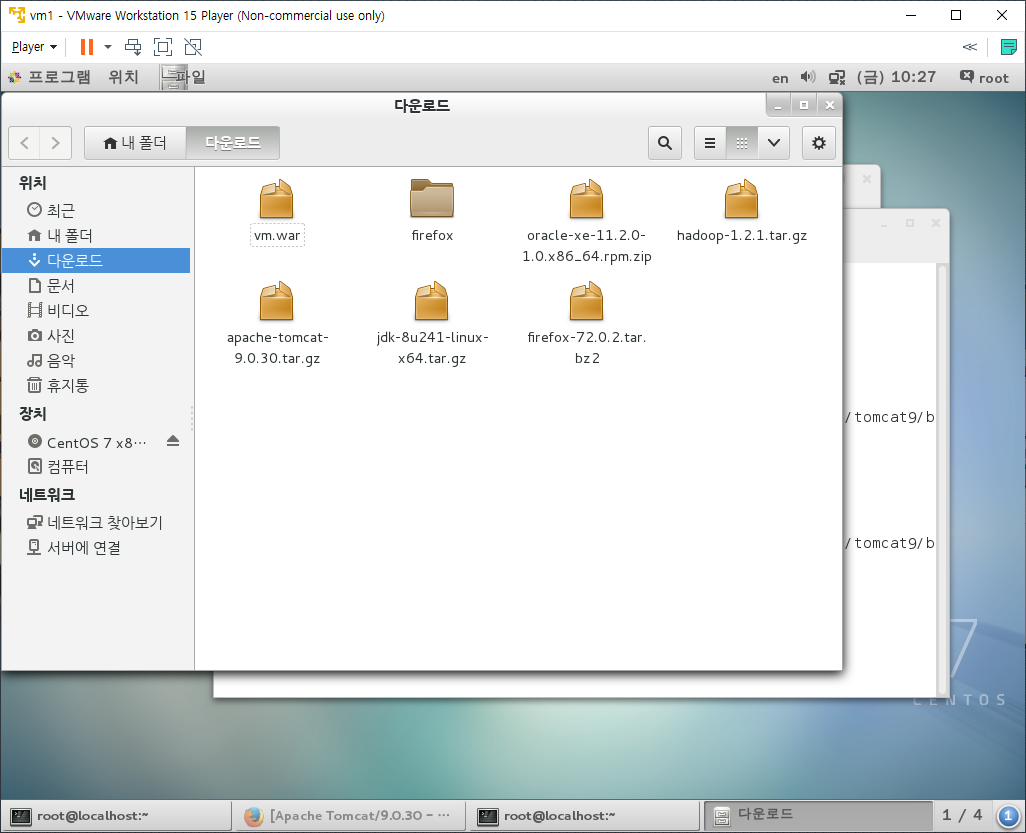 vm1 - VMware Workstation 15 Player (Non-commercial use only)
Player
프로그램 위치 파일 en (금) 10:27 root
다운로드
내 폴더 다운로드
위치
최근
내 폴더
다운로드
문서
비디오
사진
음악
휴지통
장치
CentOS 7 x8···
컴퓨터
네트워크
네트워크 찾아보기
서버에 연결
vm.war
firefox
oracle-xe-11.2.0-
1.0.x86_64.rpm.zip
hadoop-1.2.1.tar.gz
apache-tomcat-
9.0.30.tar.gz
jdk-8u241-linux-
x64.tar.gz
firefox-72.0.2.tar.
bz2
/tomcat9/b
/tomcat9/b
7
CENTOS
root@localhost:~
[Apache Tomcat/9.0.30 – ···
root@localhost:~
다운로드
1 / 4
1